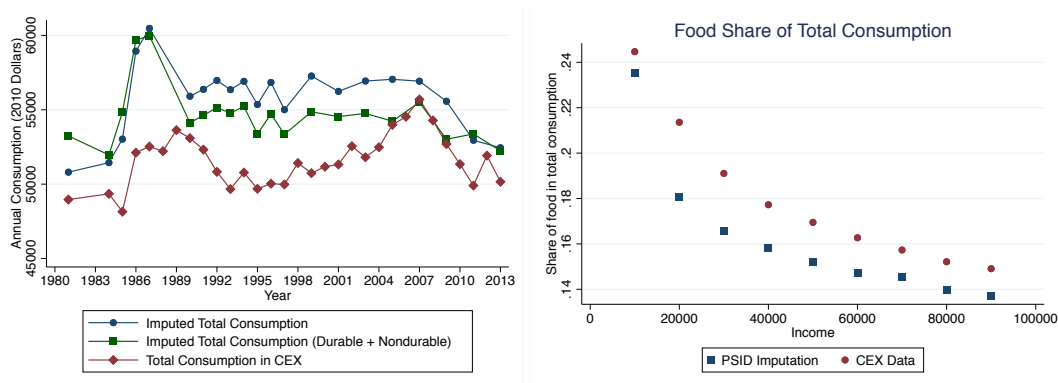 Annual Consumption (2010 Dollars)
60000
55000
50000
45000
1980 1983 1986 1989 1992 1995 1998 2001 2004 2007 2010 2013
Year
Imputed Total Consumption
Imputed Total Consumption (Durable + Nondurable)
Total Consumption in CEX
Food Share of Total Consumption
Share of food in total consumption
.24
.22
.2
.18
.16
.14
0 20000 40000 60000 80000 100000
Income
PSID Imputation CEX Data